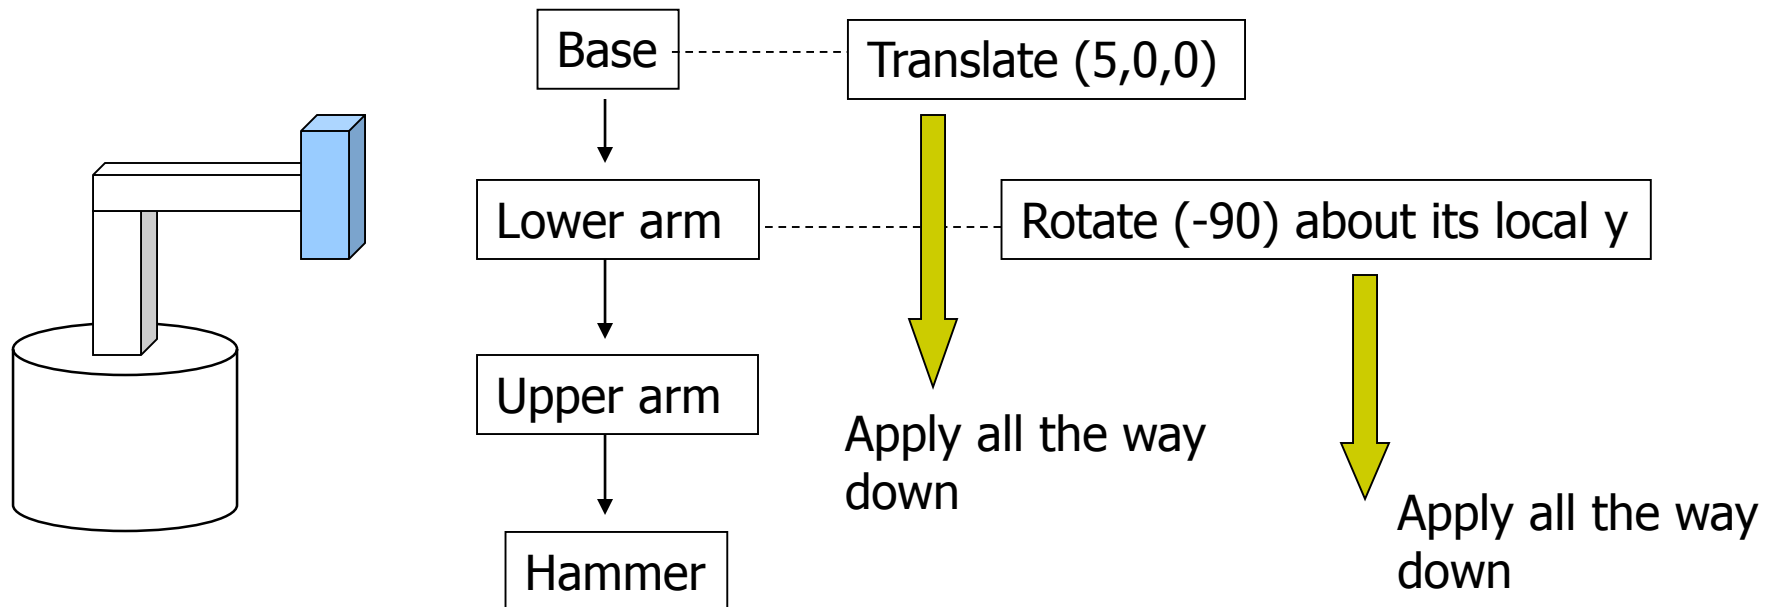 Base
Translate (5,0,0)
Lower arm
Rotate (-90) about its local y
Upper arm
Apply all the way
down
Apply all the way
down
Hammer